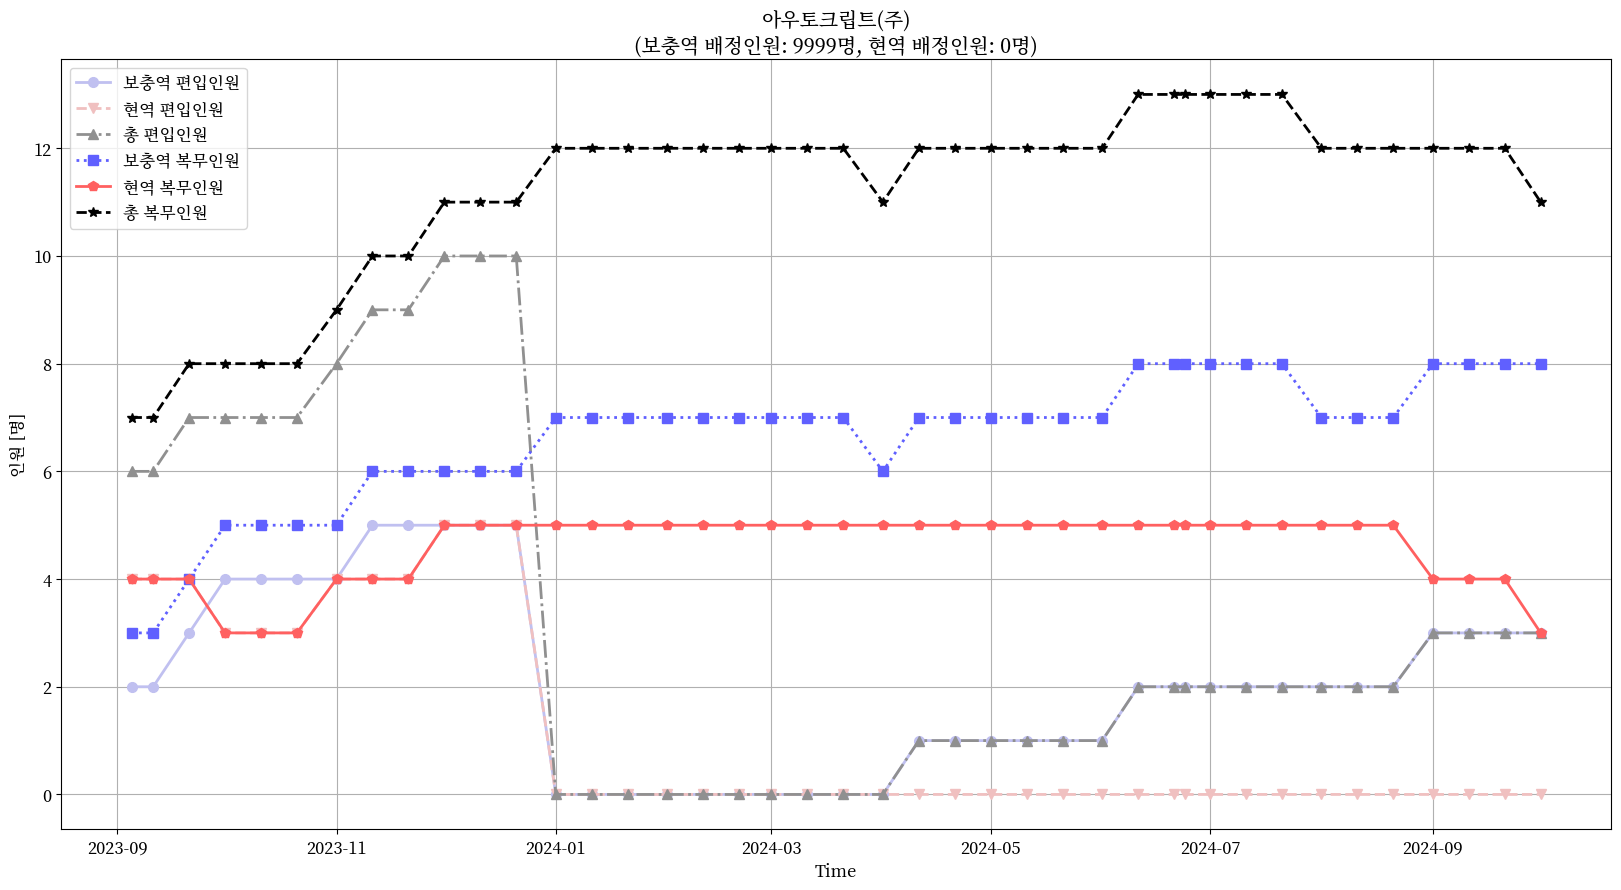 아우토크립트(주)
(보충역 배정인원: 9999명, 현역 배정인원: 0명)
보충역 편입인원
현역 편입인원
총 편입인원
보충역 복무인원
현역 복무인원
총 복무인원
인원 [명]
12
10
8
6
4
2
0
2023-09
2023-11
2024-01
2024-03
2024-05
2024-07
2024-09
Time